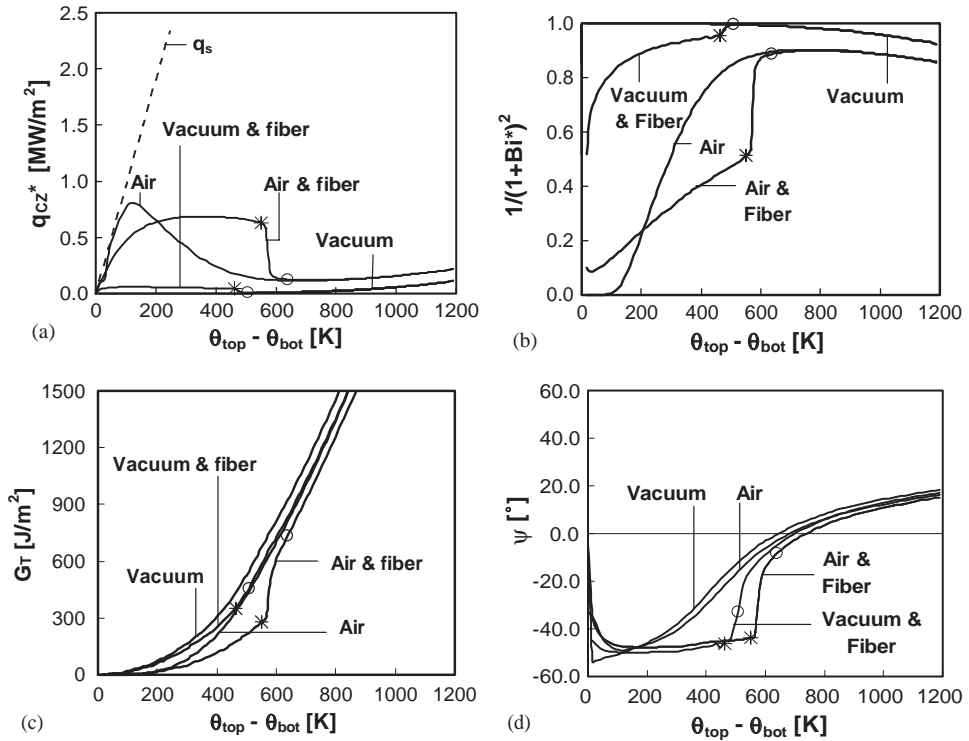 2.5
2.0
1.5
1.0
0.5
0.0
qcz* [MW/m²]
qs
Vacuum & fiber
Air
Air & fiber
Vacuum
0 200 400 600 800 1000 1200
(a)
θtop - θbot [K]
1.0
0.8
0.6
0.4
0.2
0
1/(1+Bi*)²
Vacuum
& Fiber
Air
Vacuum
Air &
Fiber
0 200 400 600 800 1000 1200
(b)
θtop - θbot [K]
1500
1200
900
600
300
0
GT [J/m²]
Vacuum & fiber
Vacuum
Air & fiber
Air
0 200 400 600 800 1000 1200
(c)
θtop - θbot [K]
60.0
40.0
20.0
0.0
-20.0
-40.0
-60.0
ψ [°]
Vacuum
Air
Air &
Fiber
Vacuum &
Fiber
0 200 400 600 800 1000 1200
(d)
θtop - θbot [K]